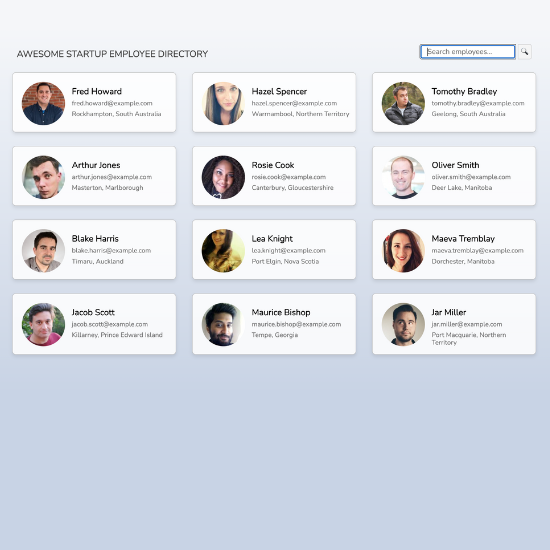 AWESOME STARTUP EMPLOYEE DIRECTORY
Search employees...
Fred Howard
fred.howard@example.com
Rockhampton, South Australia
Hazel Spencer
hazel.spencer@example.com
Warrnambool, Northern Territory
Tomothy Bradley
tomothy.bradley@example.com
Geelong, South Australia
Arthur Jones
arthur.jones@example.com
Masterton, Marlborough
Rosie Cook
rosie.cook@example.com
Canterbury, Gloucestershire
Oliver Smith
oliver.smith@example.com
Deer Lake, Manitoba
Blake Harris
blake.harris@example.com
Timaru, Auckland
Lea Knight
lea.knight@example.com
Port Elgin, Nova Scotia
Maeva Tremblay
maeva.tremblay@example.com
Dorchester, Manitoba
Jacob Scott
jacob.scott@example.com
Killarney, Prince Edward Island
Maurice Bishop
maurice.bishop@example.com
Tempe, Georgia
Jar Miller
jar.miller@example.com
Port Macquarie, Northern
Territory